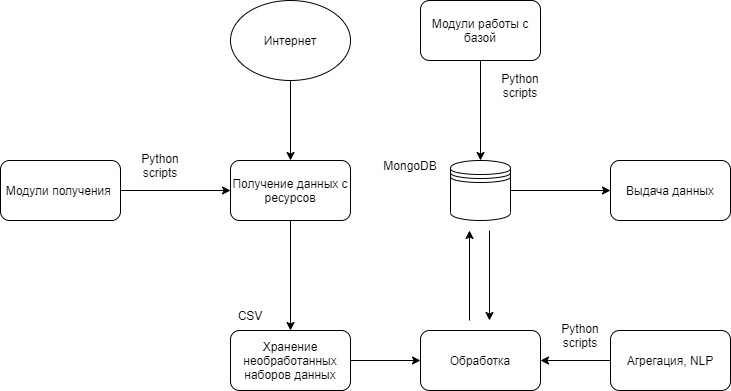 Интернет
Модули работы с
базой
Python
scripts
Python
scripts
MongoDB
Модули получения
Получение данных с
ресурсов
Выдача данных
CSV
Python
scripts
Хранение
необработанных
наборов данных
Обработка
Агрегация, NLP